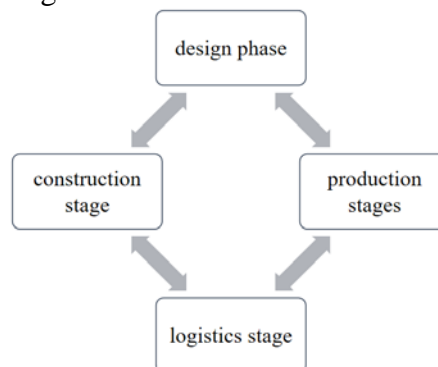 design phase
construction
stage
production
stages
logistics stage